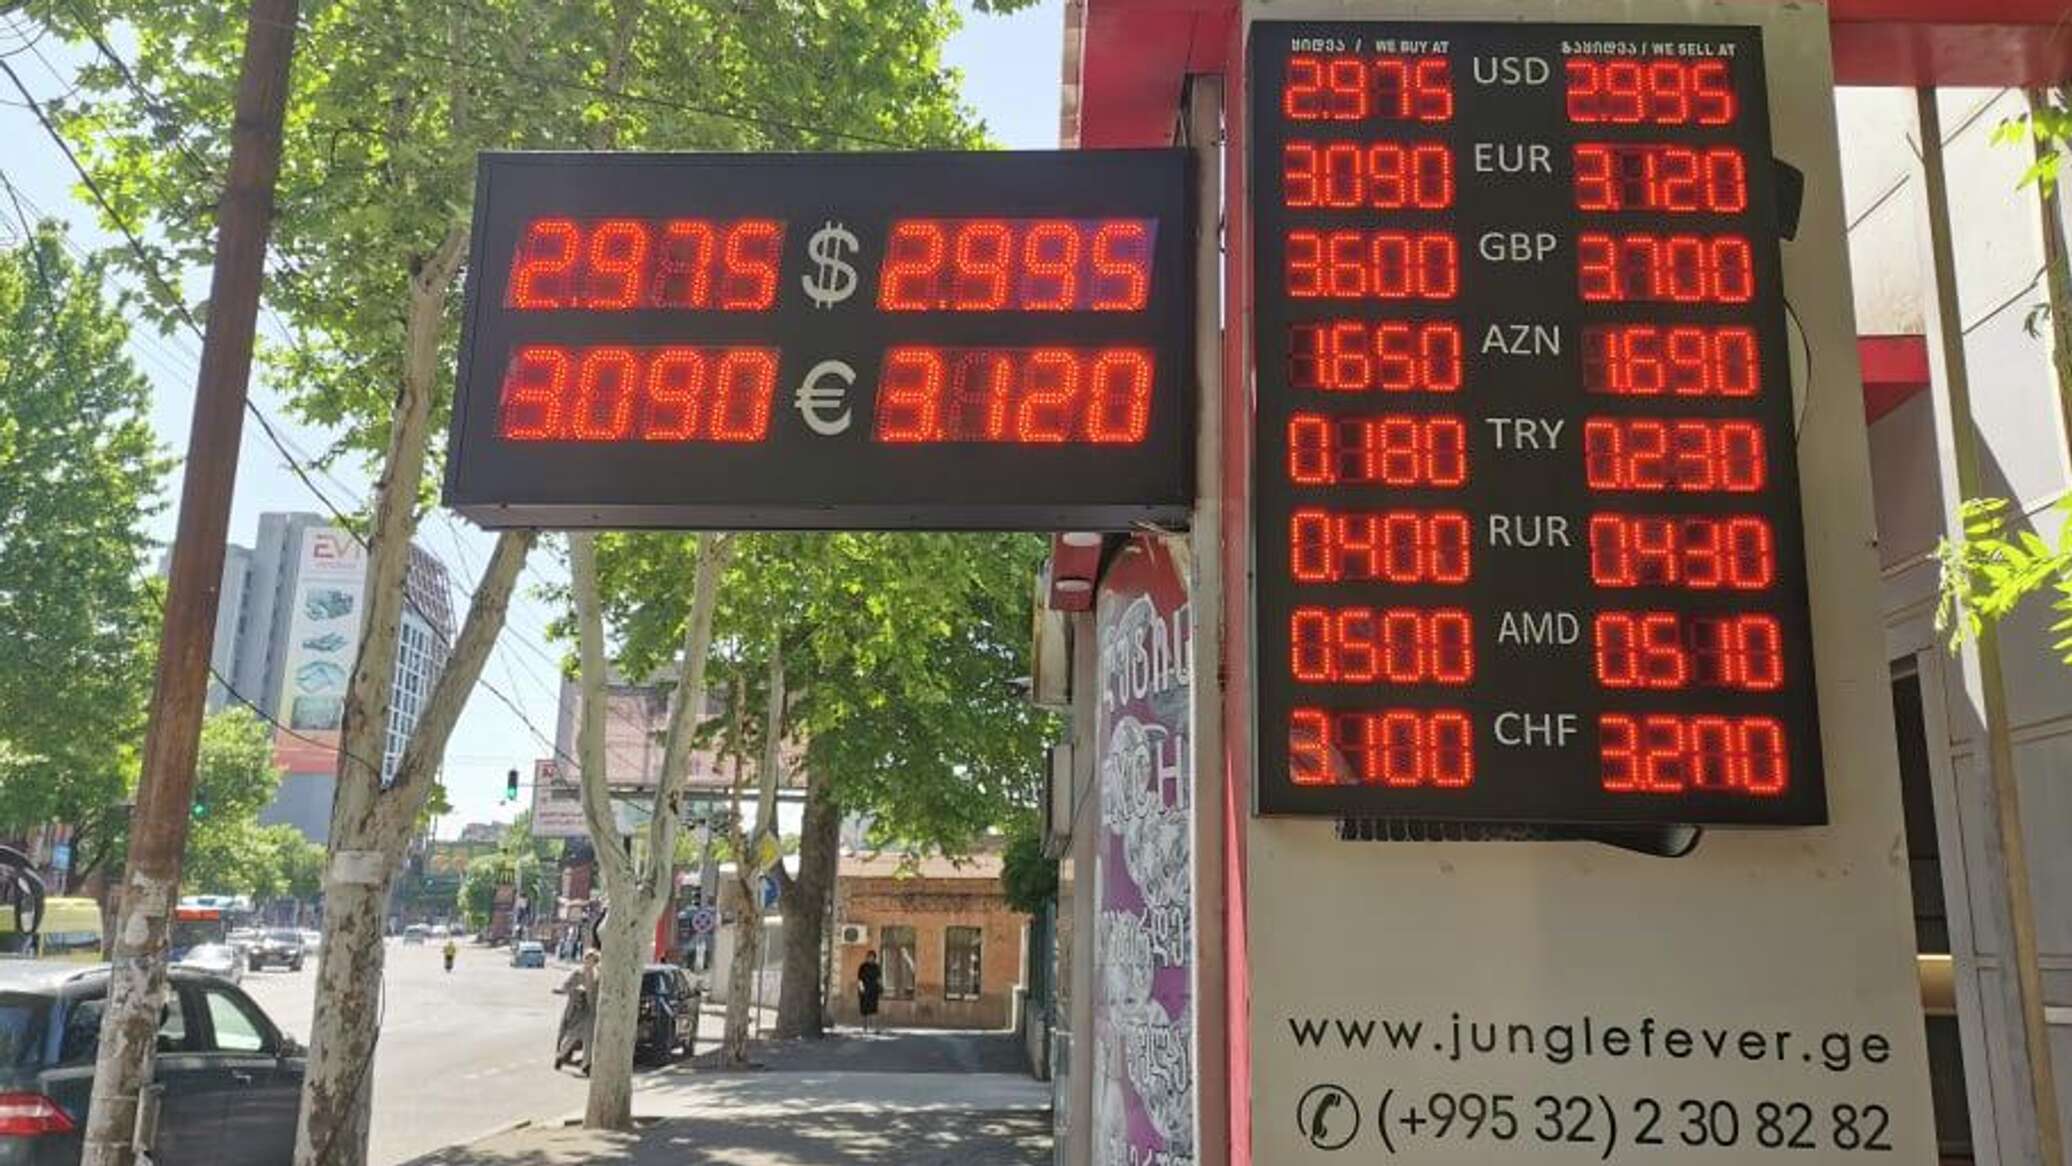 2.975 $ 2.995
3.090 € 3.120
ყიდვა / WE BUY AT გაყიდვა / WE SELL AT
2.975 USD 2.995
3.090 EUR 3.120
3.600 GBP 3.700
1.650 AZN 1.690
0.180 TRY 0.230
0.400 RUR 0.430
0.500 AMD 0.510
3.100 CHF 3.200
www.junglefever.ge
(+995 32) 2 30 82 82
EVI